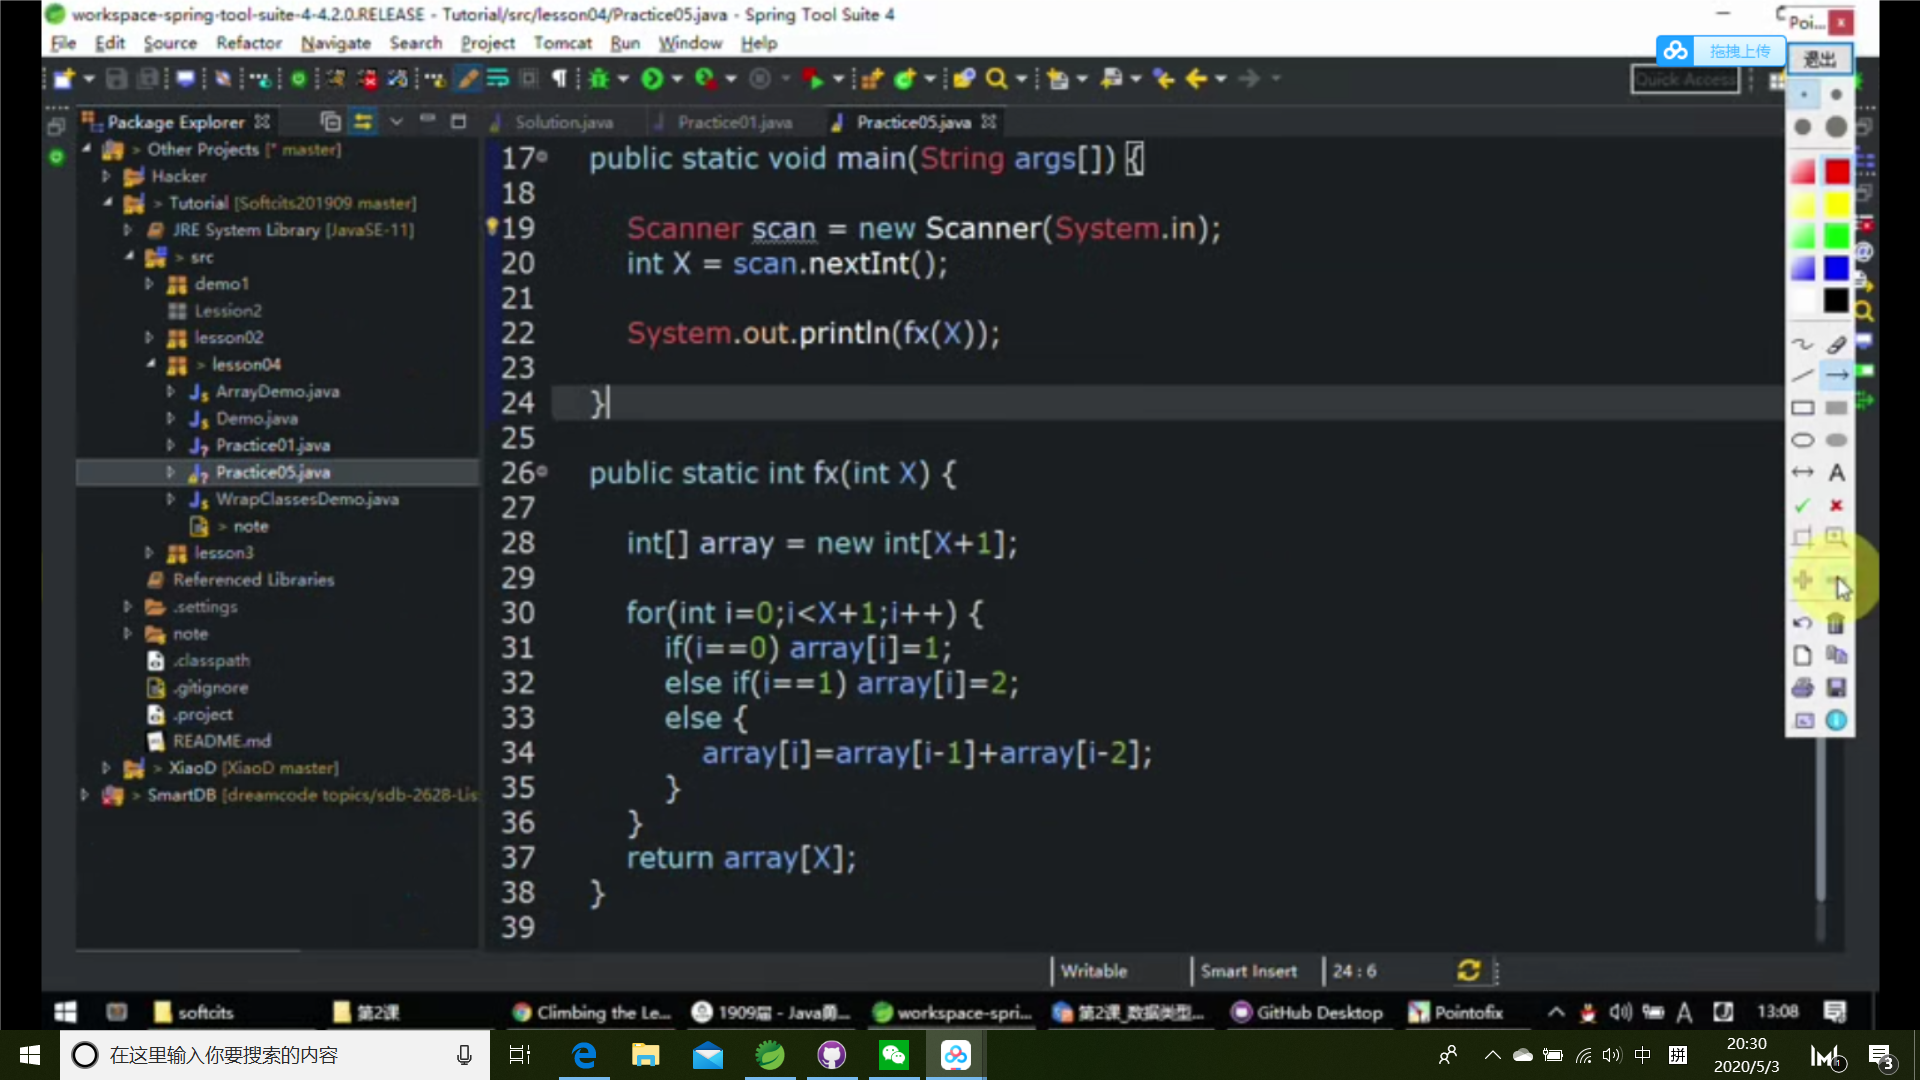 workspace-spring-tool-suite-4-4.2.0.RELEASE - Tutorial/src/lesson04/Practice05.java - Spring Tool Suite 4
Poi...
File Edit Source Refactor Navigate Search Project Tomcat Run Window Help
拖拽上传
退出
Quick Access
Package Explorer
Solution.java
Practice01.java
Practice05.java
> Other Projects [* master]
Hacker
> Tutorial [Softcits201909 master]
JRE System Library [JavaSE-11]
> src
demo1
Lession2
lesson02
> lesson04
ArrayDemo.java
Demo.java
Practice01.java
Practice05.java
WrapClassesDemo.java
> note
lesson3
Referenced Libraries
.settings
note
.classpath
.gitignore
.project
README.md
> XiaoD [XiaoD master]
> SmartDB [dreamcode topics/sdb-2628-Lis
17 public static void main(String args[]) {
18
19 Scanner scan = new Scanner(System.in);
20 int X = scan.nextInt();
21
22 System.out.println(fx(X));
23
24 }
25
26 public static int fx(int X) {
27
28 int[] array = new int[X+1];
29
30 for(int i=0;i<X+1;i++) {
31 if(i==0) array[i]=1;
32 else if(i==1) array[i]=2;
33 else {
34 array[i]=array[i-1]+array[i-2];
35 }
36 }
37 return array[X];
38 }
39
Writable
Smart Insert
24 : 6
softcits
第2课
Climbing the Le...
1909届 - Java勇...
workspace-spri...
第2课_数据类型...
GitHub Desktop
Pointofix
A
13:08
在这里输入你要搜索的内容
中
拼
20:30
2020/5/3
1
3